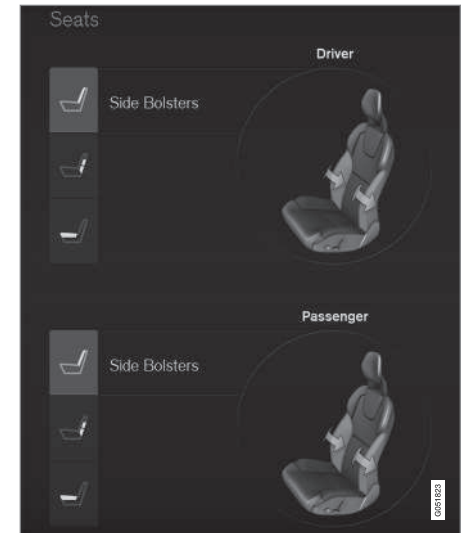 Seats
Driver
Side Bolsters
Passenger
Side Bolsters
G051823